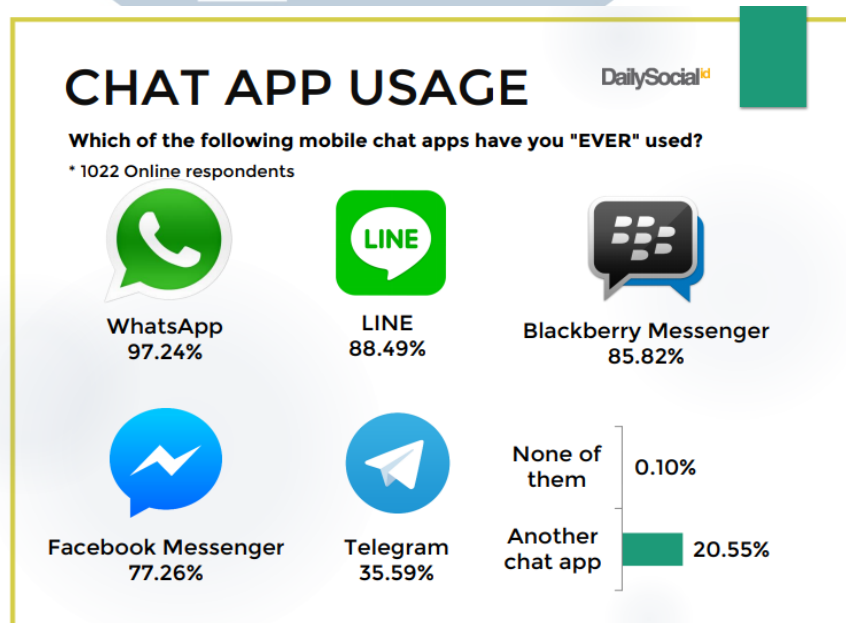 CHAT APP USAGE
DailySocial id
Which of the following mobile chat apps have you "EVER" used?
* 1022 Online respondents
LINE
WhatsApp
97.24%
LINE
88.49%
Blackberry Messenger
85.82%
None of
them
0.10%
Another
chat app
20.55%
Facebook Messenger
77.26%
Telegram
35.59%